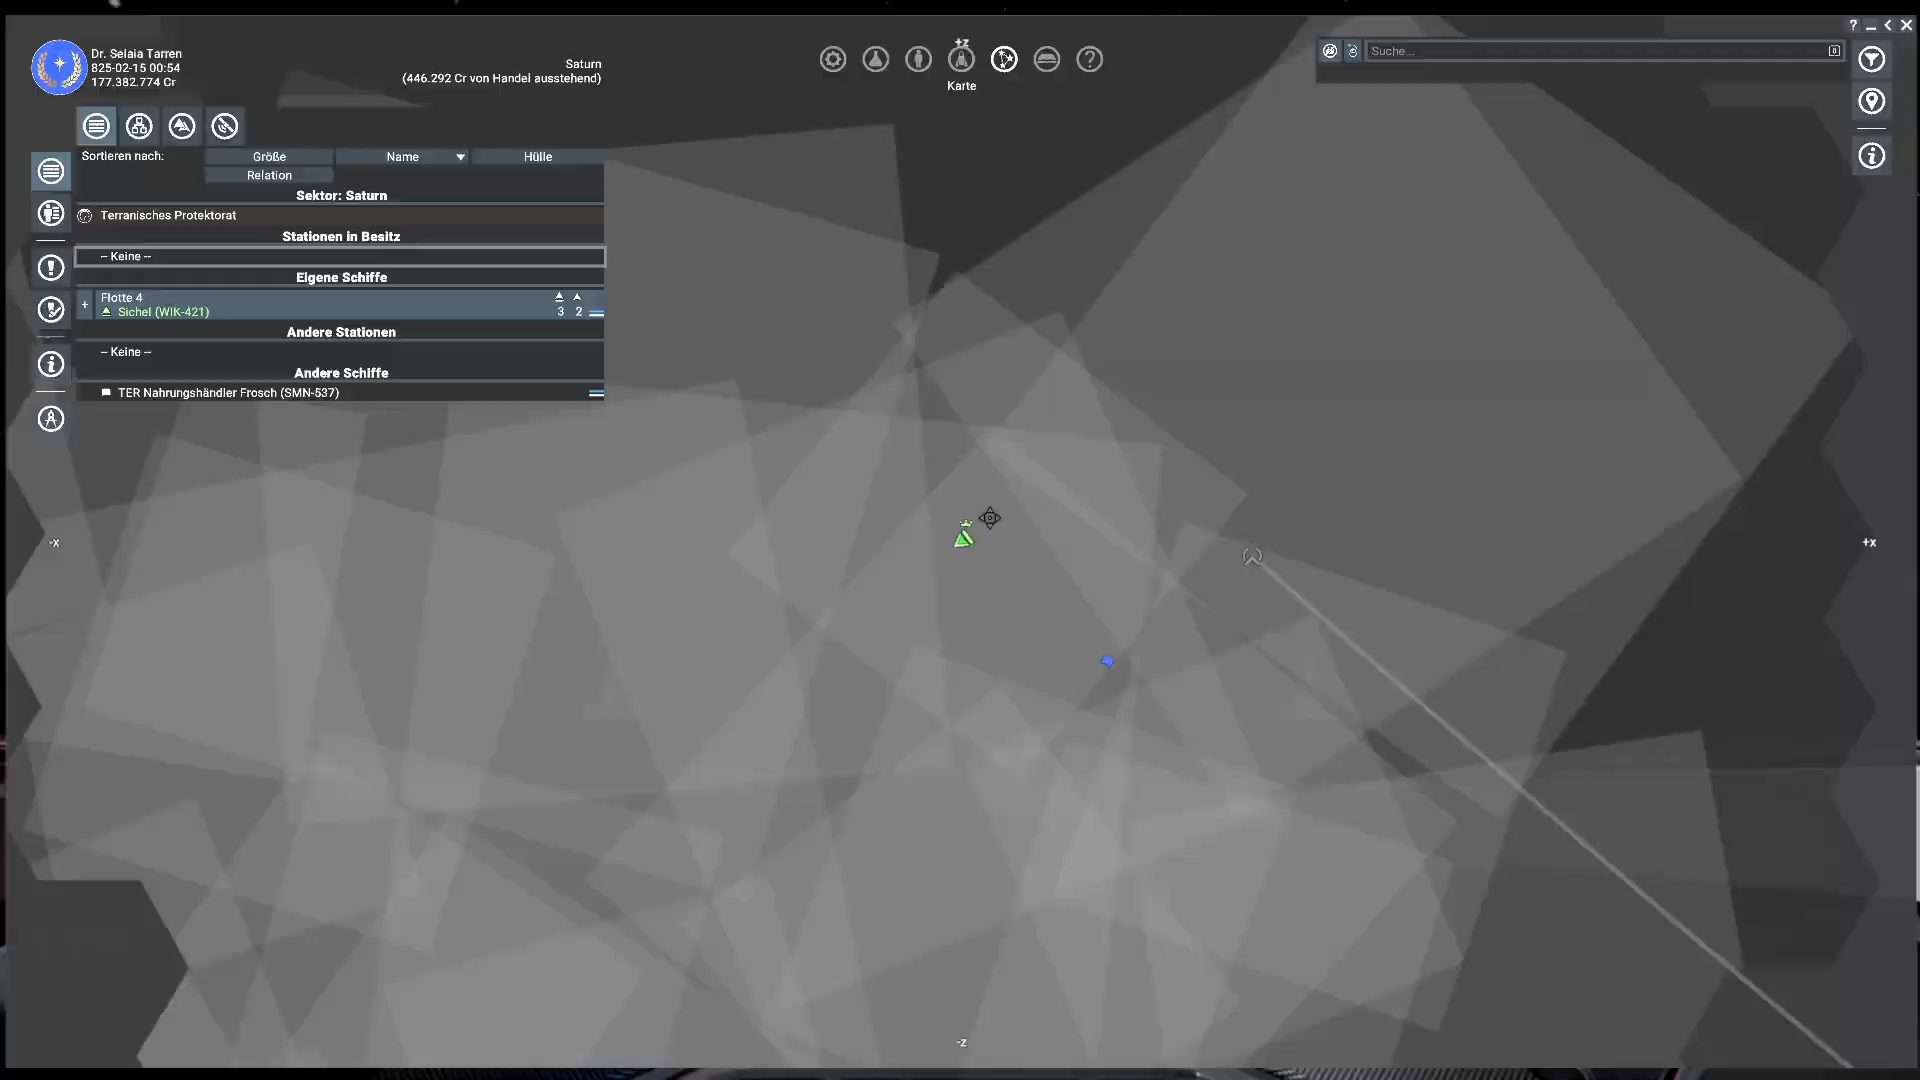 Dr. Selaia Tarren
825-02-15 00:54
177.382.774 Cr
Saturn
(446.292 Cr von Handel ausstehend)
+z
Karte
Suche...
Sortieren nach:
Größe
Name
Hülle
Relation
Sektor: Saturn
Terranisches Protektorat
Stationen in Besitz
-- Keine --
Eigene Schiffe
+
Flotte 4
Sichel (WIK-421)
3 2
Andere Stationen
-- Keine --
Andere Schiffe
TER Nahrungshändler Frosch (SMN-537)
-x
+x
-z